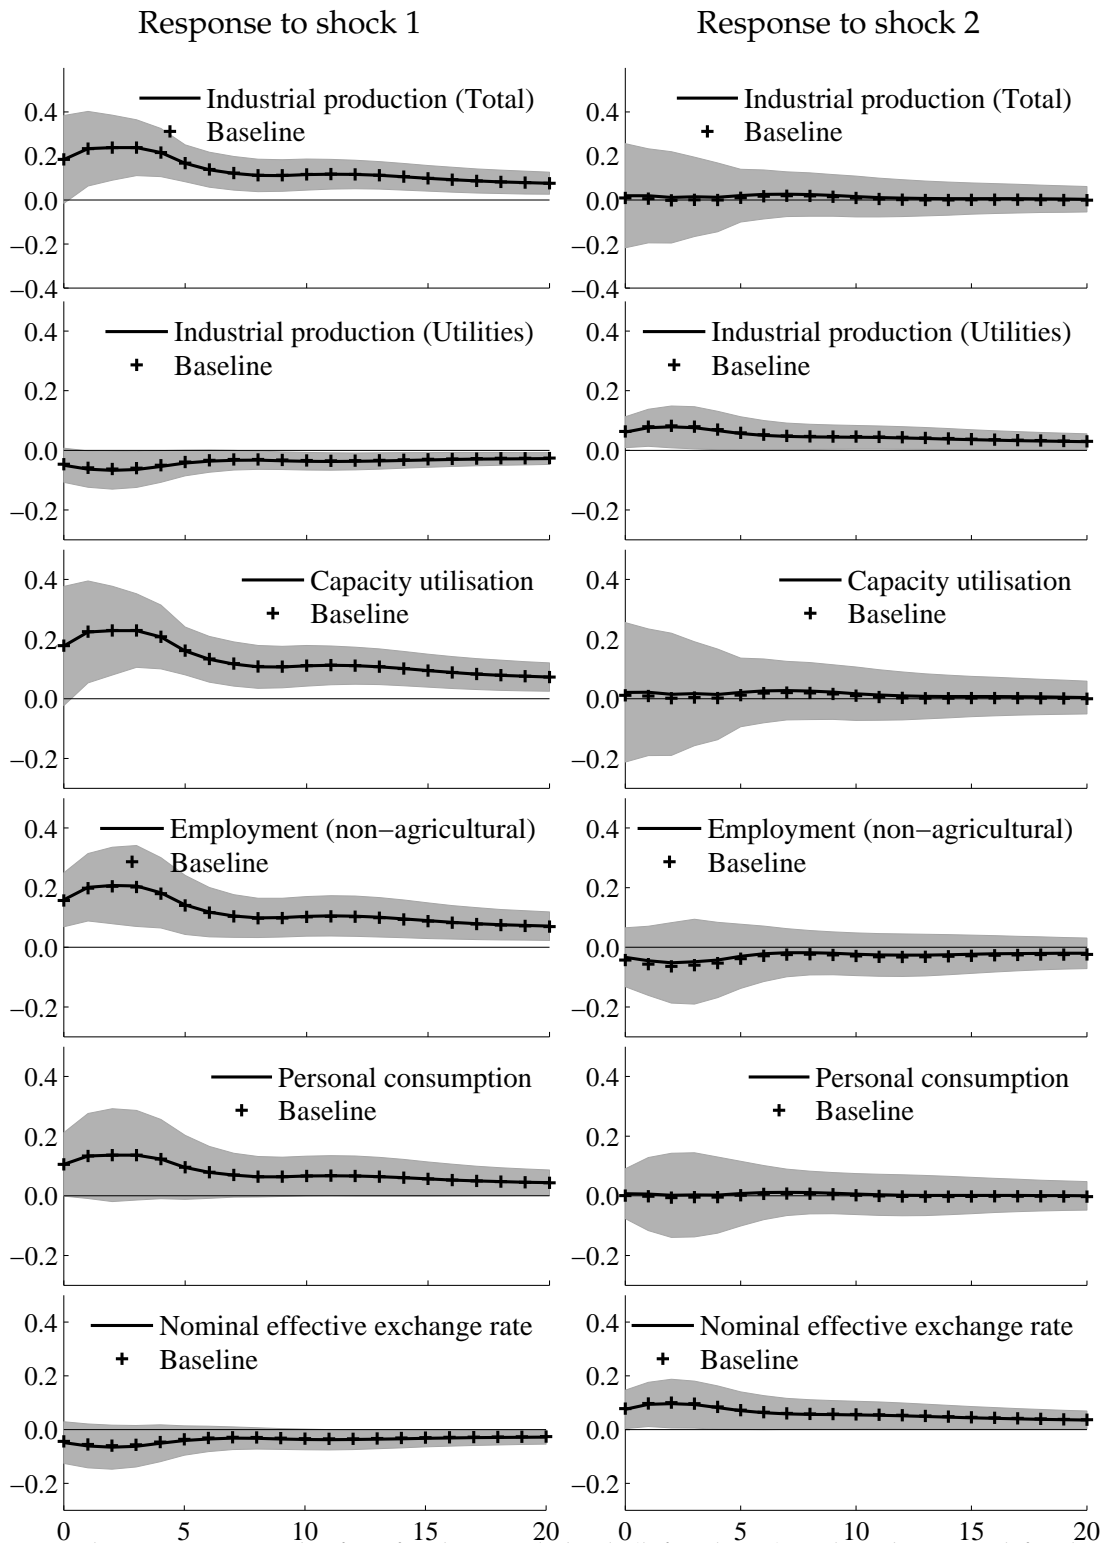 Response to shock 1
Response to shock 2
Industrial production (Total)
Baseline
0.4
0.2
0.0
−0.2
−0.4
Industrial production (Total)
Baseline
0.4
0.2
0.0
−0.2
−0.4
Industrial production (Utilities)
Baseline
0.4
0.2
0.0
−0.2
Industrial production (Utilities)
Baseline
0.4
0.2
0.0
−0.2
Capacity utilisation
Baseline
0.4
0.2
0.0
−0.2
Capacity utilisation
Baseline
0.4
0.2
0.0
−0.2
Employment (non−agricultural)
Baseline
0.4
0.2
0.0
−0.2
Employment (non−agricultural)
Baseline
0.4
0.2
0.0
−0.2
Personal consumption
Baseline
0.4
0.2
0.0
−0.2
Personal consumption
Baseline
0.4
0.2
0.0
−0.2
Nominal effective exchange rate
Baseline
0.4
0.2
0.0
−0.2
0 5 10 15 20
Nominal effective exchange rate
Baseline
0.4
0.2
0.0
−0.2
0 5 10 15 20